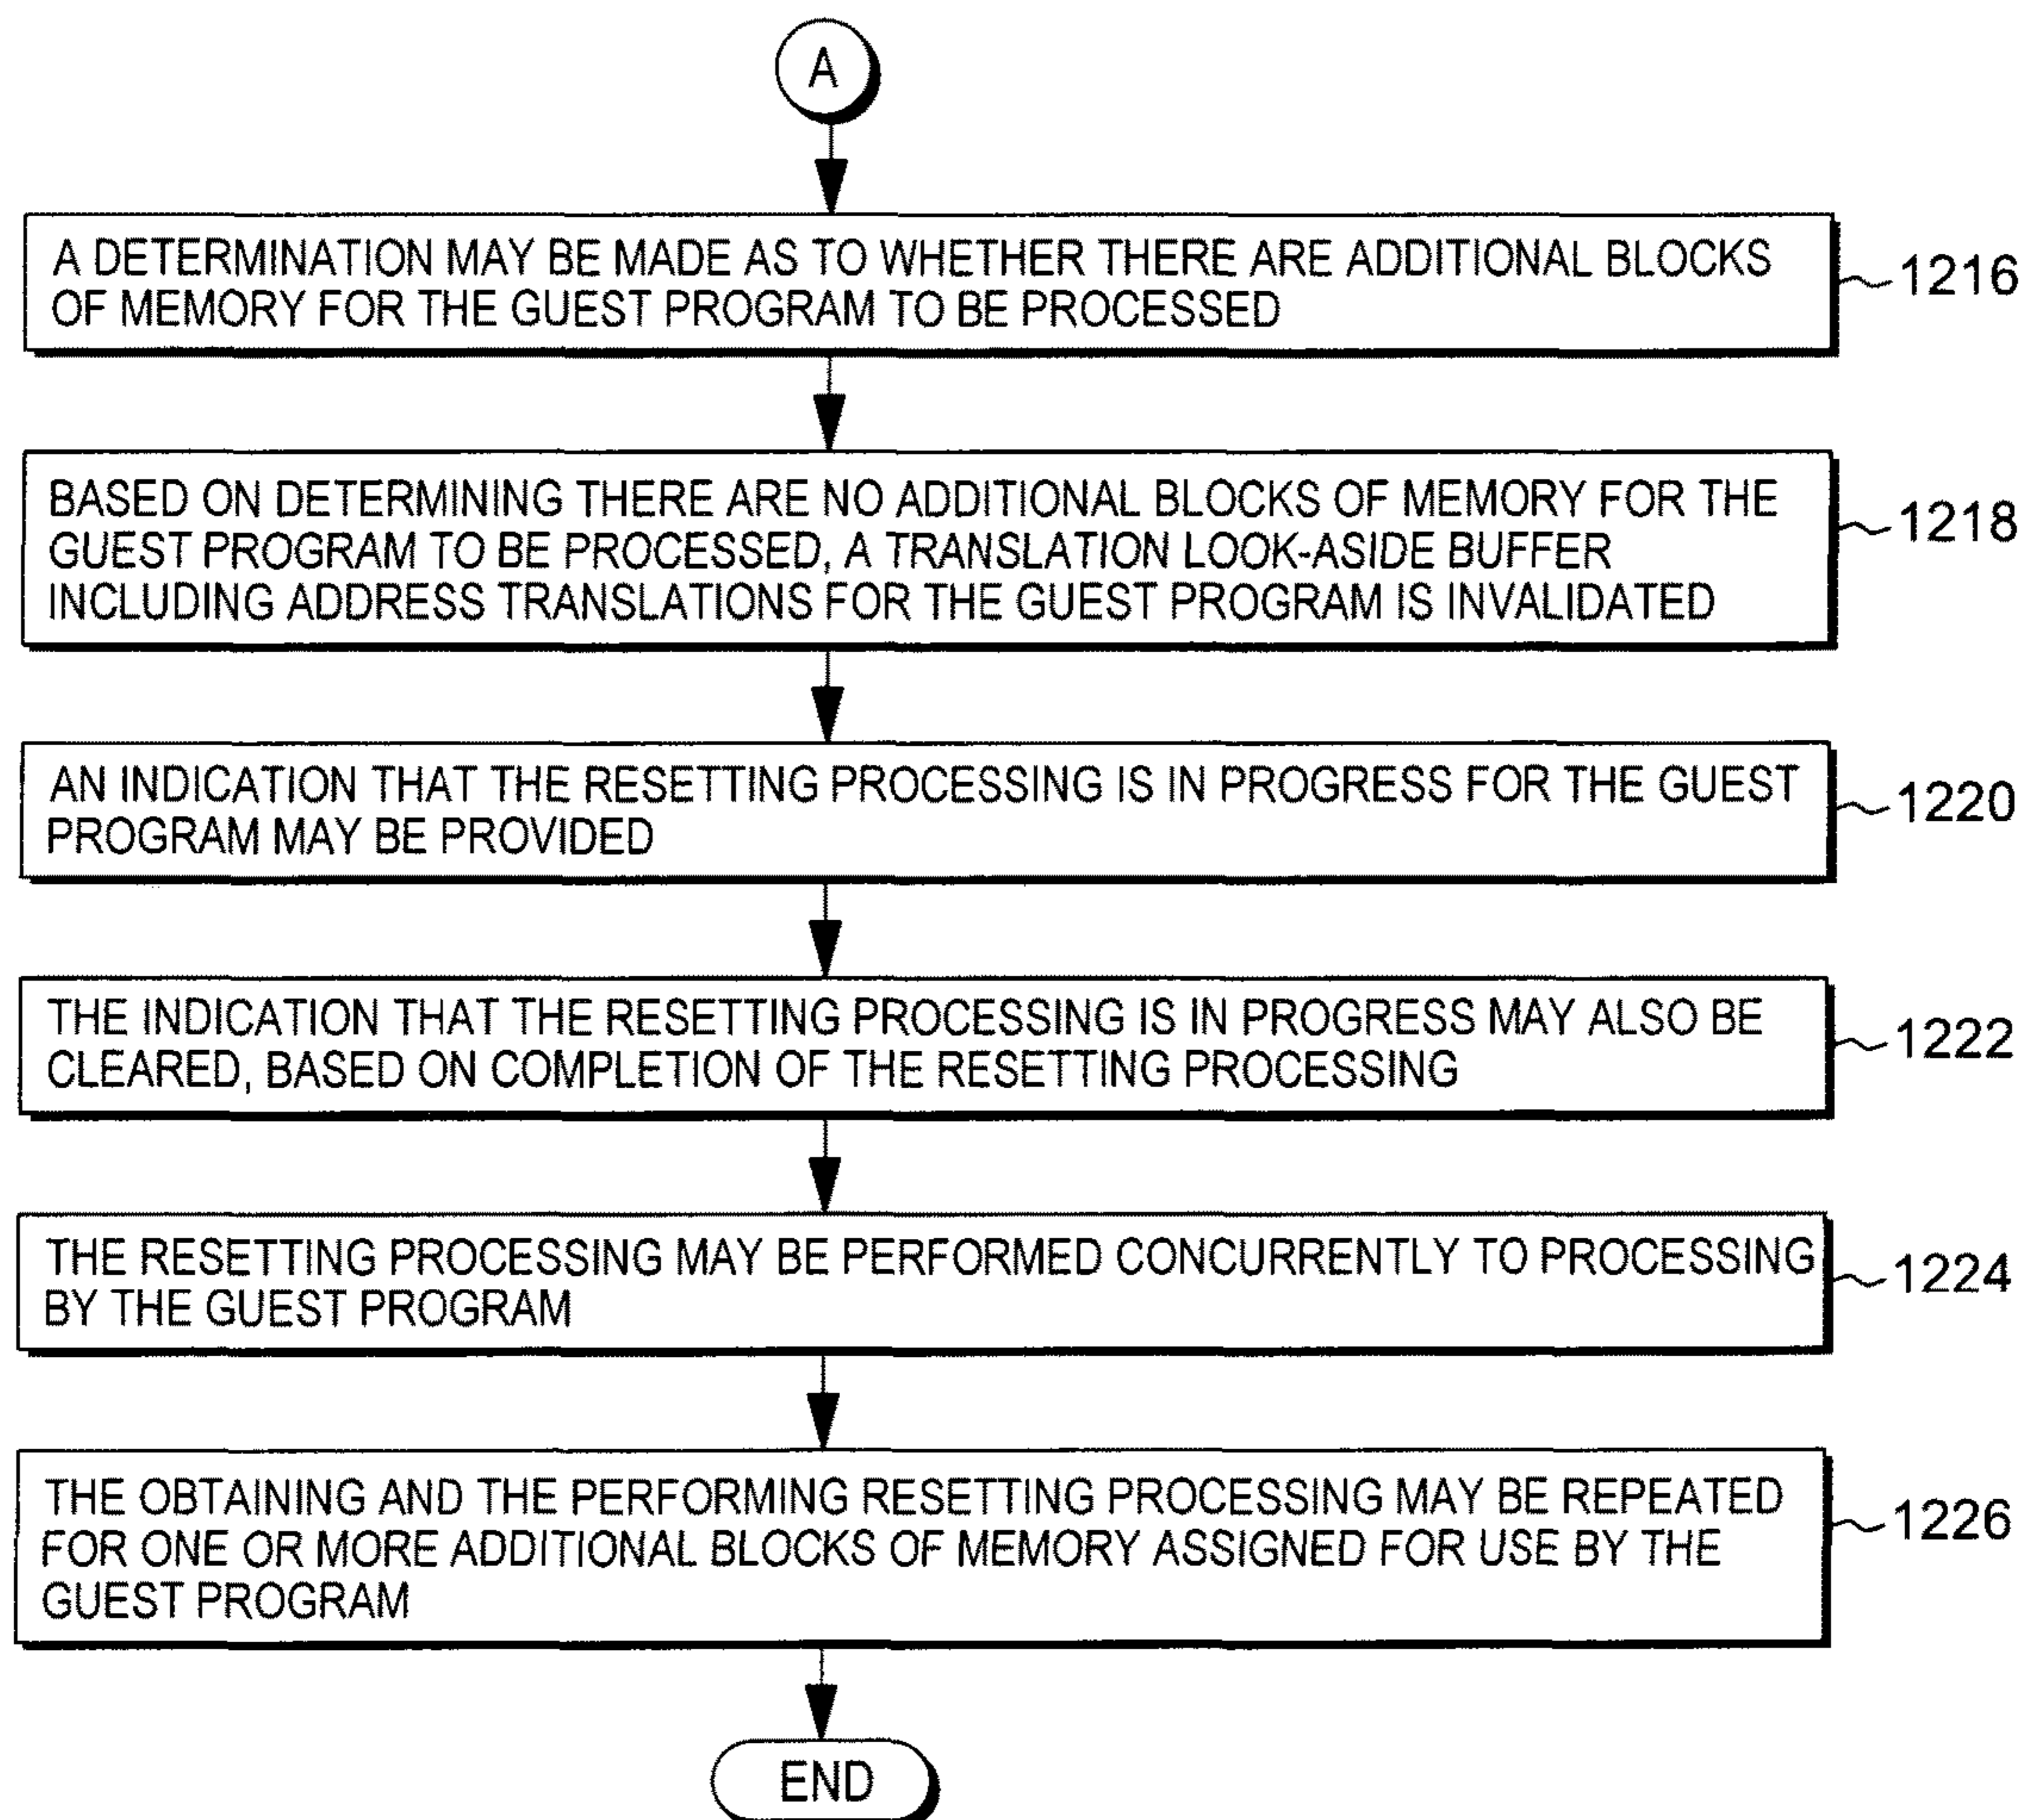 A
A DETERMINATION MAY BE MADE AS TO WHETHER THERE ARE ADDITIONAL BLOCKS
OF MEMORY FOR THE GUEST PROGRAM TO BE PROCESSED
1216
BASED ON DETERMINING THERE ARE NO ADDITIONAL BLOCKS OF MEMORY FOR THE
GUEST PROGRAM TO BE PROCESSED, A TRANSLATION LOOK-ASIDE BUFFER
INCLUDING ADDRESS TRANSLATIONS FOR THE GUEST PROGRAM IS INVALIDATED
1218
AN INDICATION THAT THE RESETTING PROCESSING IS IN PROGRESS FOR THE GUEST
PROGRAM MAY BE PROVIDED
1220
THE INDICATION THAT THE RESETTING PROCESSING IS IN PROGRESS MAY ALSO BE
CLEARED, BASED ON COMPLETION OF THE RESETTING PROCESSING
1222
THE RESETTING PROCESSING MAY BE PERFORMED CONCURRENTLY TO PROCESSING
BY THE GUEST PROGRAM
1224
THE OBTAINING AND THE PERFORMING RESETTING PROCESSING MAY BE REPEATED
FOR ONE OR MORE ADDITIONAL BLOCKS OF MEMORY ASSIGNED FOR USE BY THE
GUEST PROGRAM
1226
END